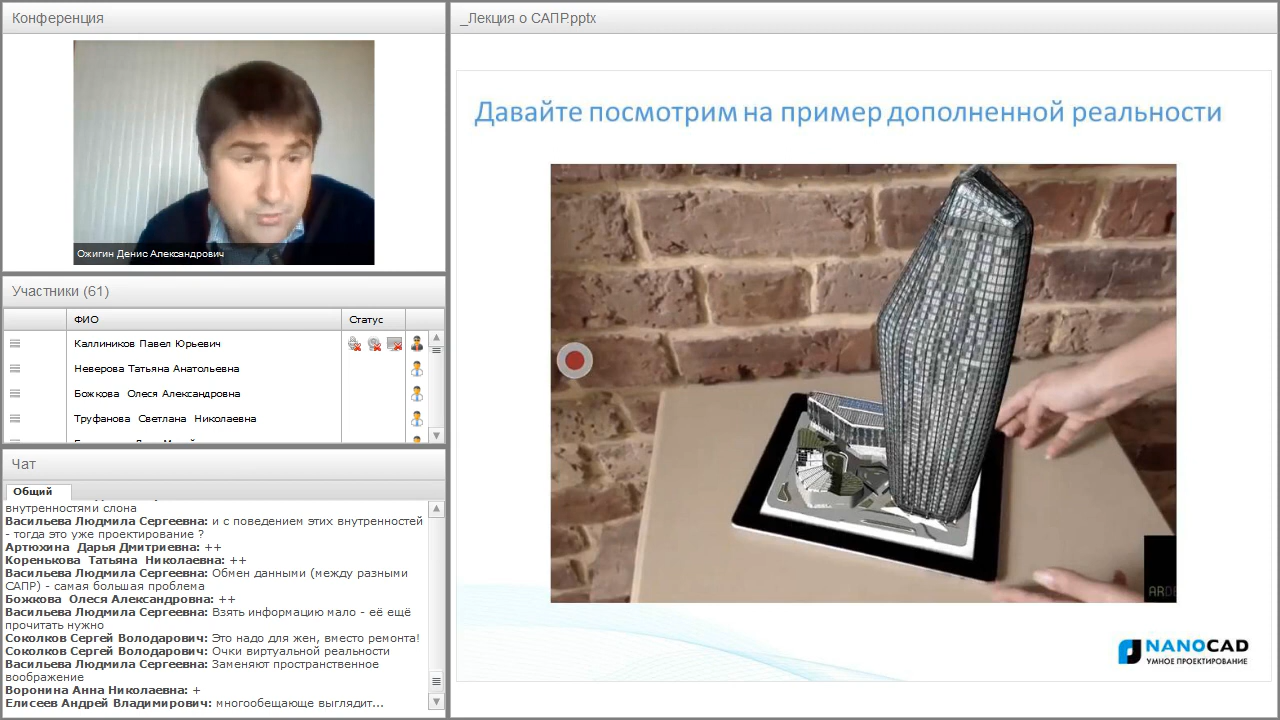 Конференция
Ожигин Денис Александрович
Участники (61)
ФИО Статус
Каллиников Павел Юрьевич
Неверова Татьяна Анатольевна
Божкова Олеся Александровна
Труфанова Светлана Николаевна
Чат
Общий
внутренностями слона
Васильева Людмила Сергеевна: и с поведением этих внутренностей
- тогда это уже проектирование ?
Артюхина Дарья Дмитриевна: ++
Коренькова Татьяна Николаевна: ++
Васильева Людмила Сергеевна: Обмен данными (между разными
САПР) - самая большая проблема
Божкова Олеся Александровна: ++
Васильева Людмила Сергеевна: Взять информацию мало - её ещё
прочитать нужно
Соколков Сергей Володарович: Это надо для жен, вместо ремонта!
Соколков Сергей Володарович: Очки виртуальной реальности
Васильева Людмила Сергеевна: Заменяют пространственное
воображение
Воронина Анна Николаевна: +
Елисеев Андрей Владимирович: многообещающе выглядит...
_Лекция о САПР.pptx
Давайте посмотрим на пример дополненной реальности
NANOCAD
УМНОЕ ПРОЕКТИРОВАНИЕ